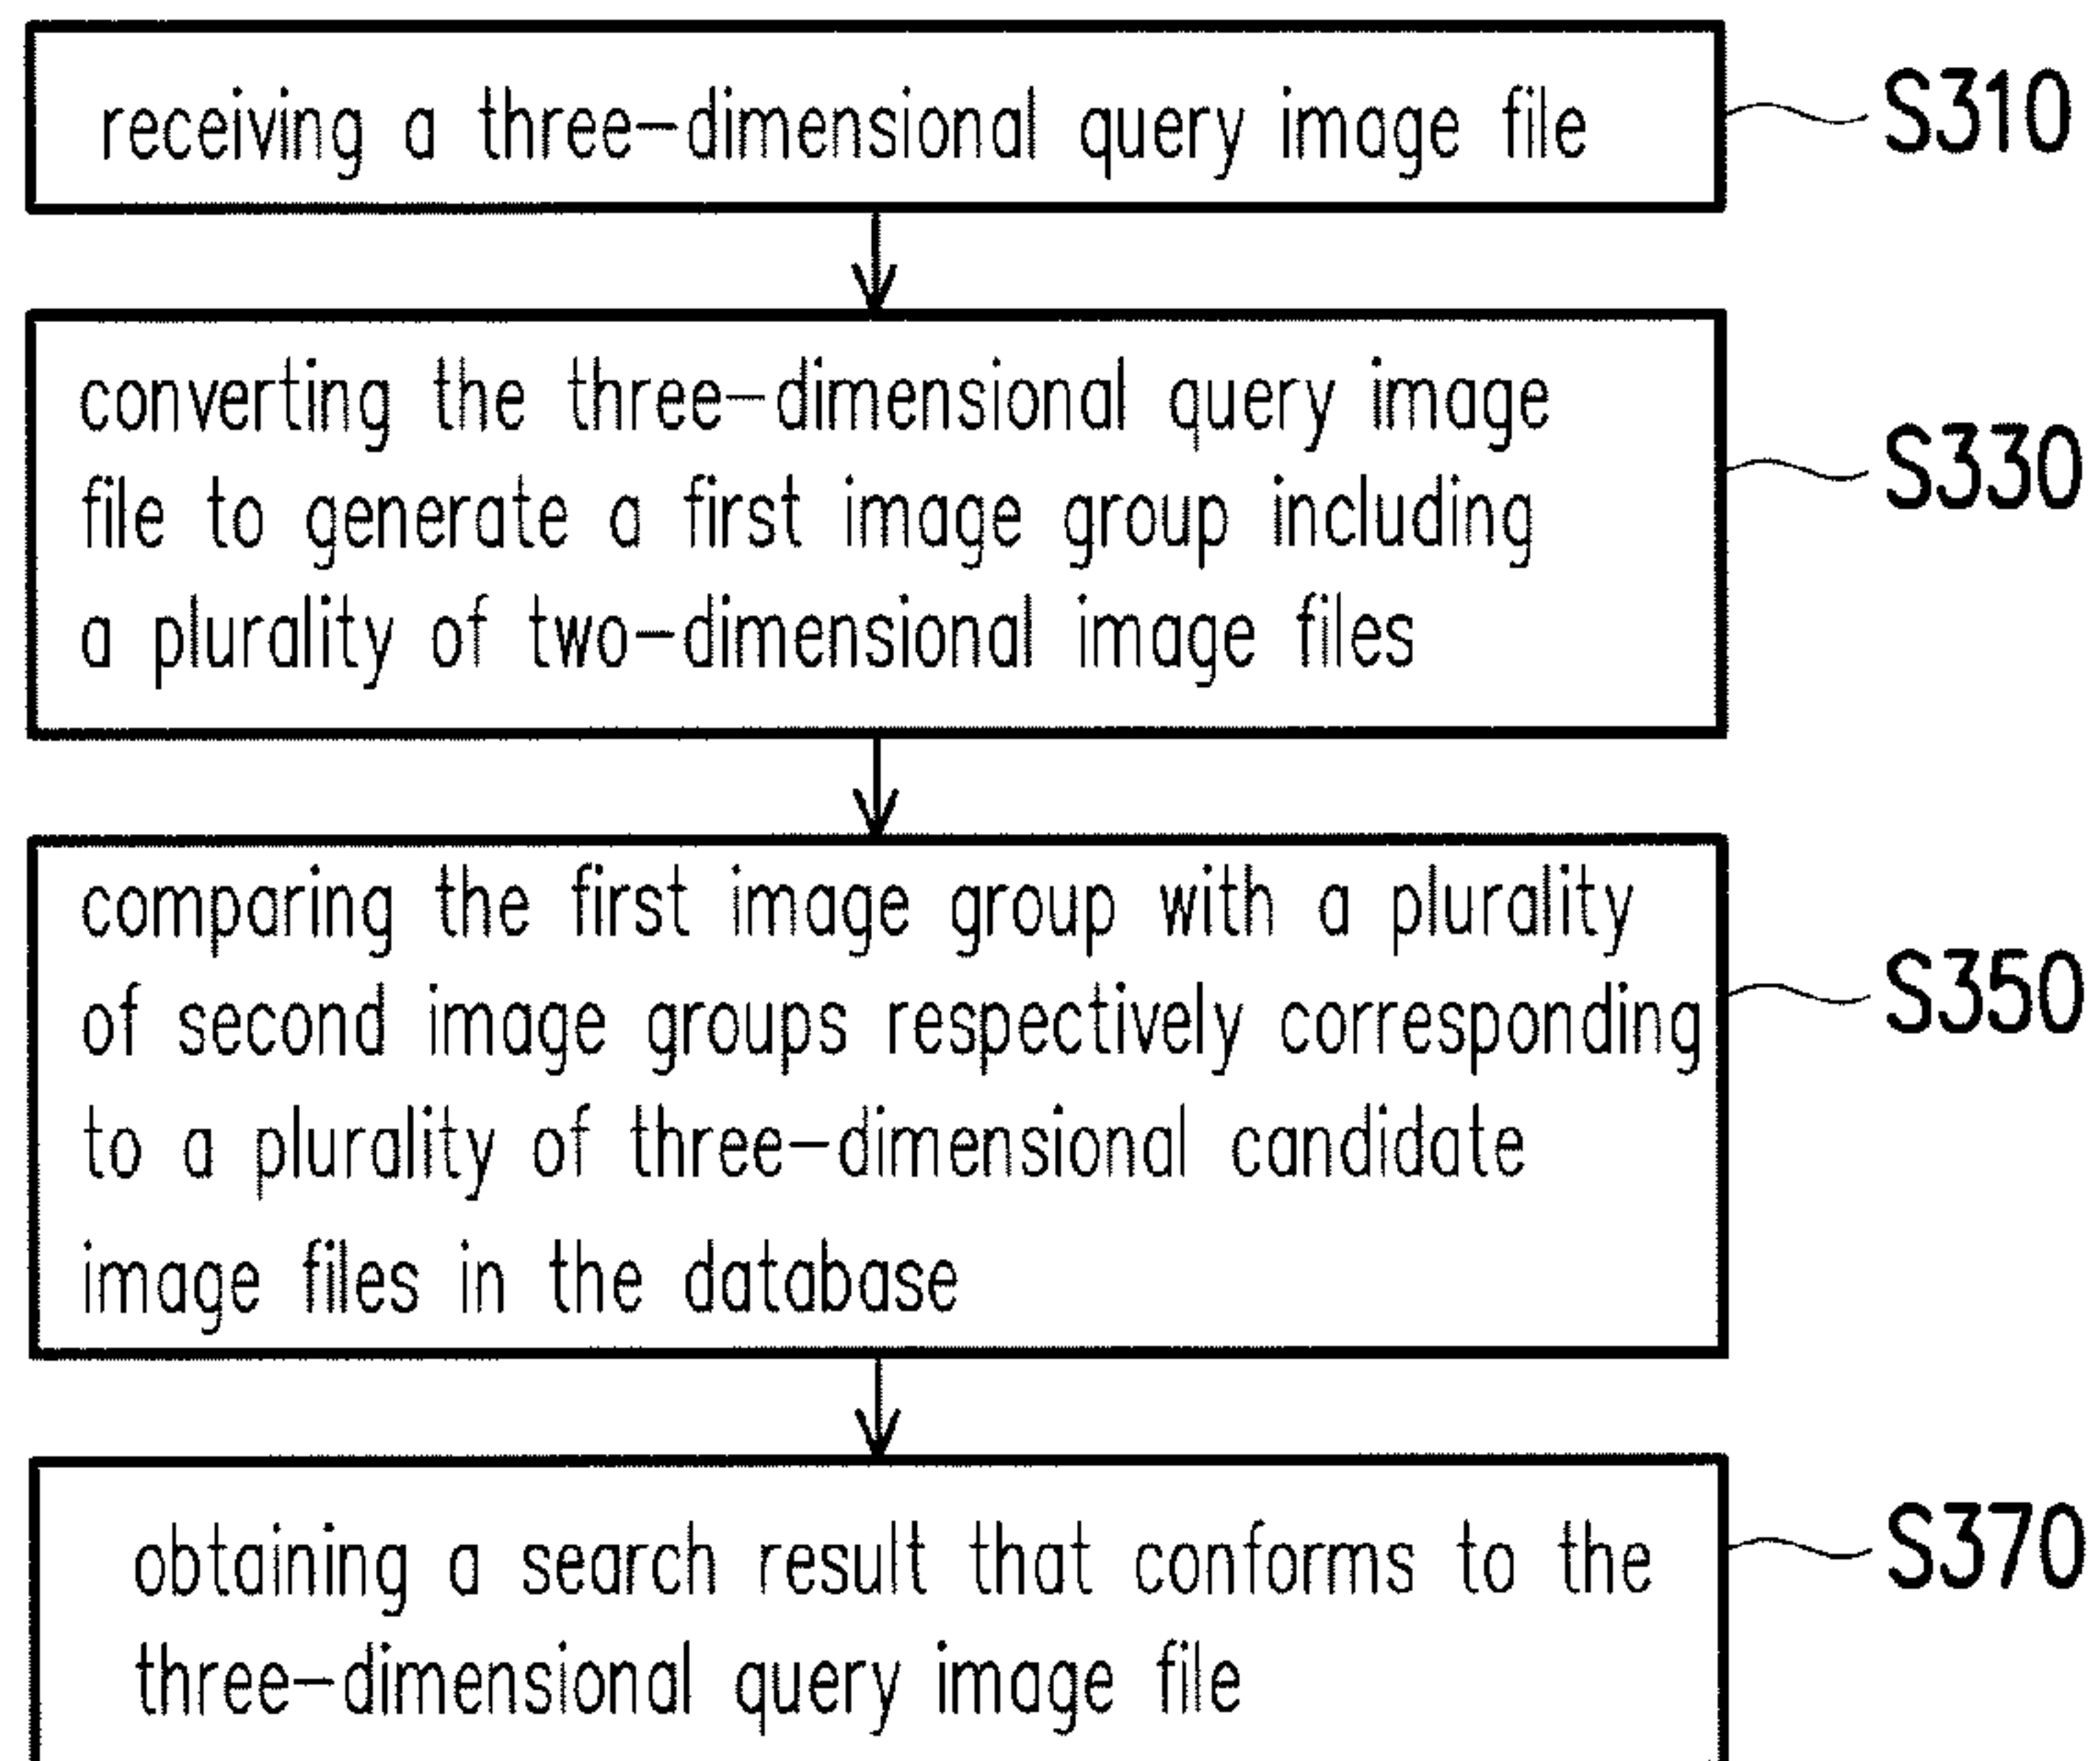 receiving a three-dimensional query image file
S310
converting the three-dimensional query image
file to generate a first image group including
a plurality of two-dimensional image files
S330
comparing the first image group with a plurality
of second image groups respectively corresponding
to a plurality of three-dimensional candidate
image files in the database
S350
obtaining a search result that conforms to the
three-dimensional query image file
S370